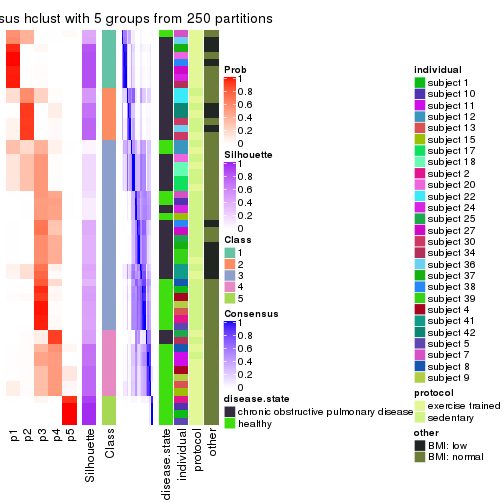 sus hclust with 5 groups from 250 partitions
Prob
1
0.8
0.6
0.4
0.2
0
Silhouette
1
0.8
0.6
0.4
0.2
0
Class
1
2
3
4
5
Consensus
1
0.8
0.6
0.4
0.2
0
disease.state
chronic obstructive pulmonary disease
healthy
individual
subject 1
subject 10
subject 11
subject 12
subject 13
subject 15
subject 17
subject 18
subject 2
subject 20
subject 22
subject 24
subject 25
subject 27
subject 30
subject 34
subject 36
subject 37
subject 38
subject 39
subject 4
subject 41
subject 42
subject 5
subject 7
subject 8
subject 9
protocol
exercise trained
sedentary
other
BMI: low
BMI: normal
p1
p2
p3
p4
p5
Silhouette
Class
disease.state
individual
protocol
other